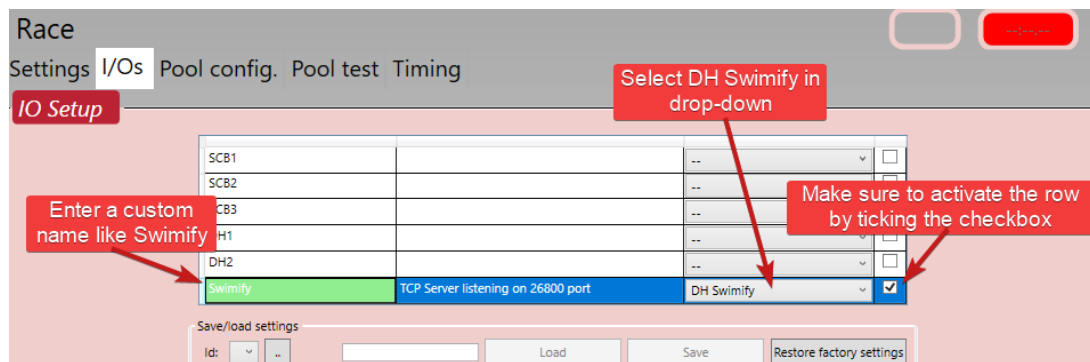 Race
--:--,--
Settings I/Os Pool config. Pool test Timing
IO Setup
Select DH Swimify in
drop-down
SCB1 --
SCB2 --
CB3 --
H1 --
DH2 --
Swimify TCP Server listening on 26800 port DH Swimify
Enter a custom
name like Swimify
Make sure to activate the row
by ticking the checkbox
Save/load settings
Id: .. Load Save Restore factory settings